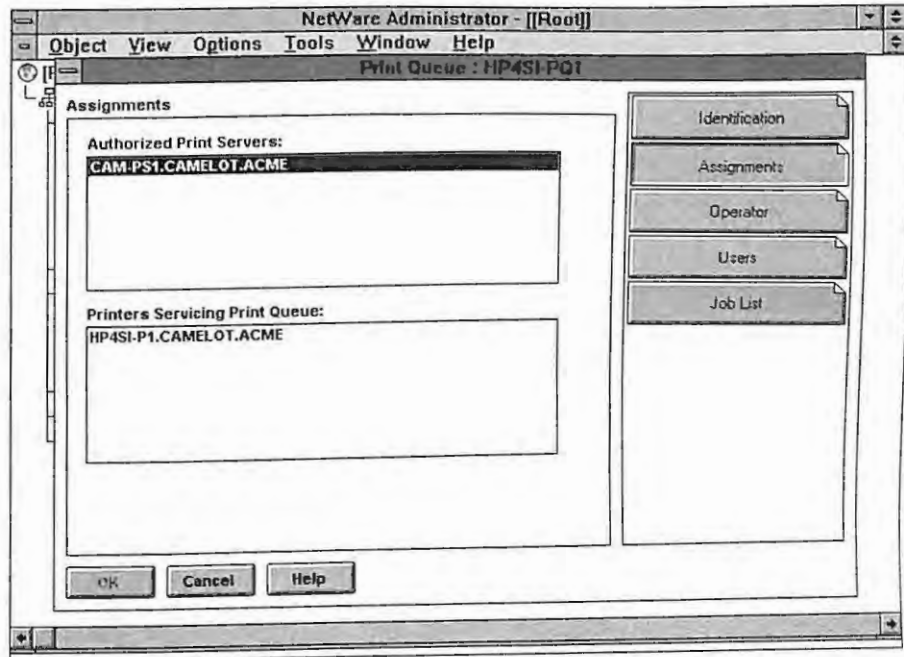 NetWare Administrator - [[Root]]
Object View Options Tools Window Help
Print Queue : HP4SI-PQ1
Assignments
Authorized Print Servers:
CAM-PS1.CAMELOT.ACME
Printers Servicing Print Queue:
HP4SI-P1.CAMELOT.ACME
Identification
Assignments
Operator
Users
Job List
OK Cancel Help